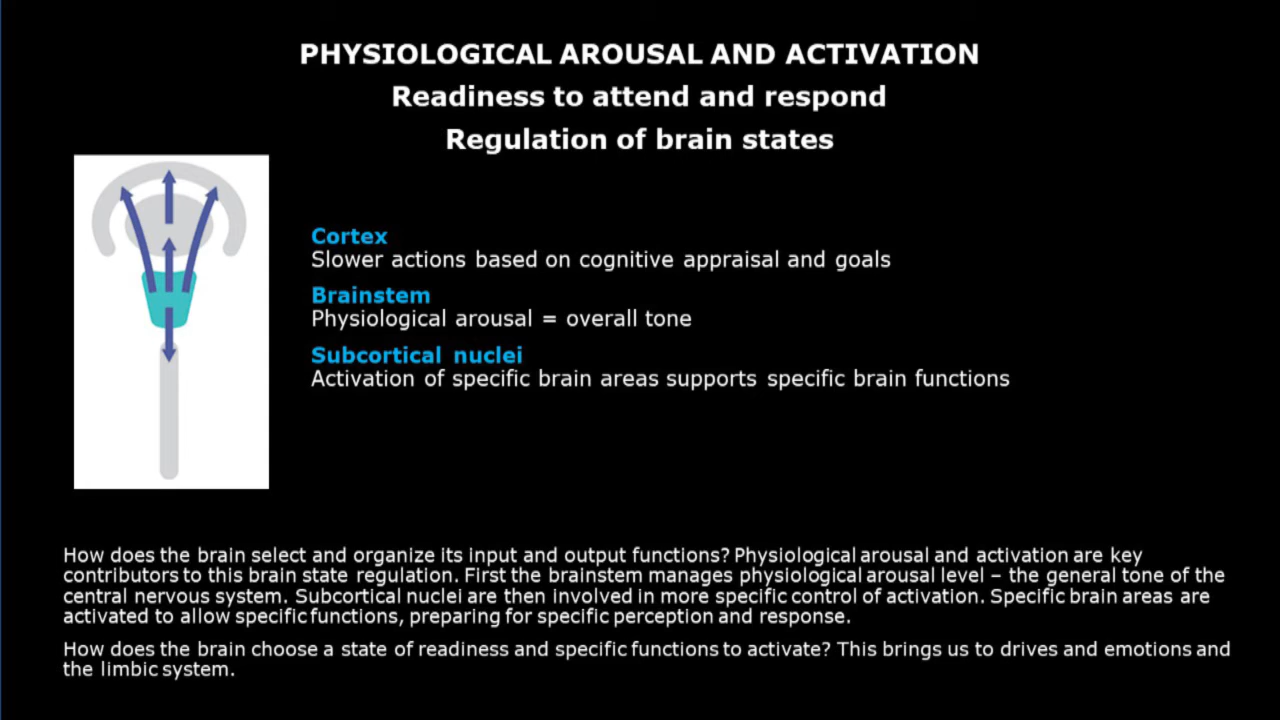 PHYSIOLOGICAL AROUSAL AND ACTIVATION
Readiness to attend and respond
Regulation of brain states
Cortex
Slower actions based on cognitive appraisal and goals
Brainstem
Physiological arousal = overall tone
Subcortical nuclei
Activation of specific brain areas supports specific brain functions
How does the brain select and organize its input and output functions? Physiological arousal and activation are key
contributors to this brain state regulation. First the brainstem manages physiological arousal level – the general tone of the
central nervous system. Subcortical nuclei are then involved in more specific control of activation. Specific brain areas are
activated to allow specific functions, preparing for specific perception and response.
How does the brain choose a state of readiness and specific functions to activate? This brings us to drives and emotions and
the limbic system.